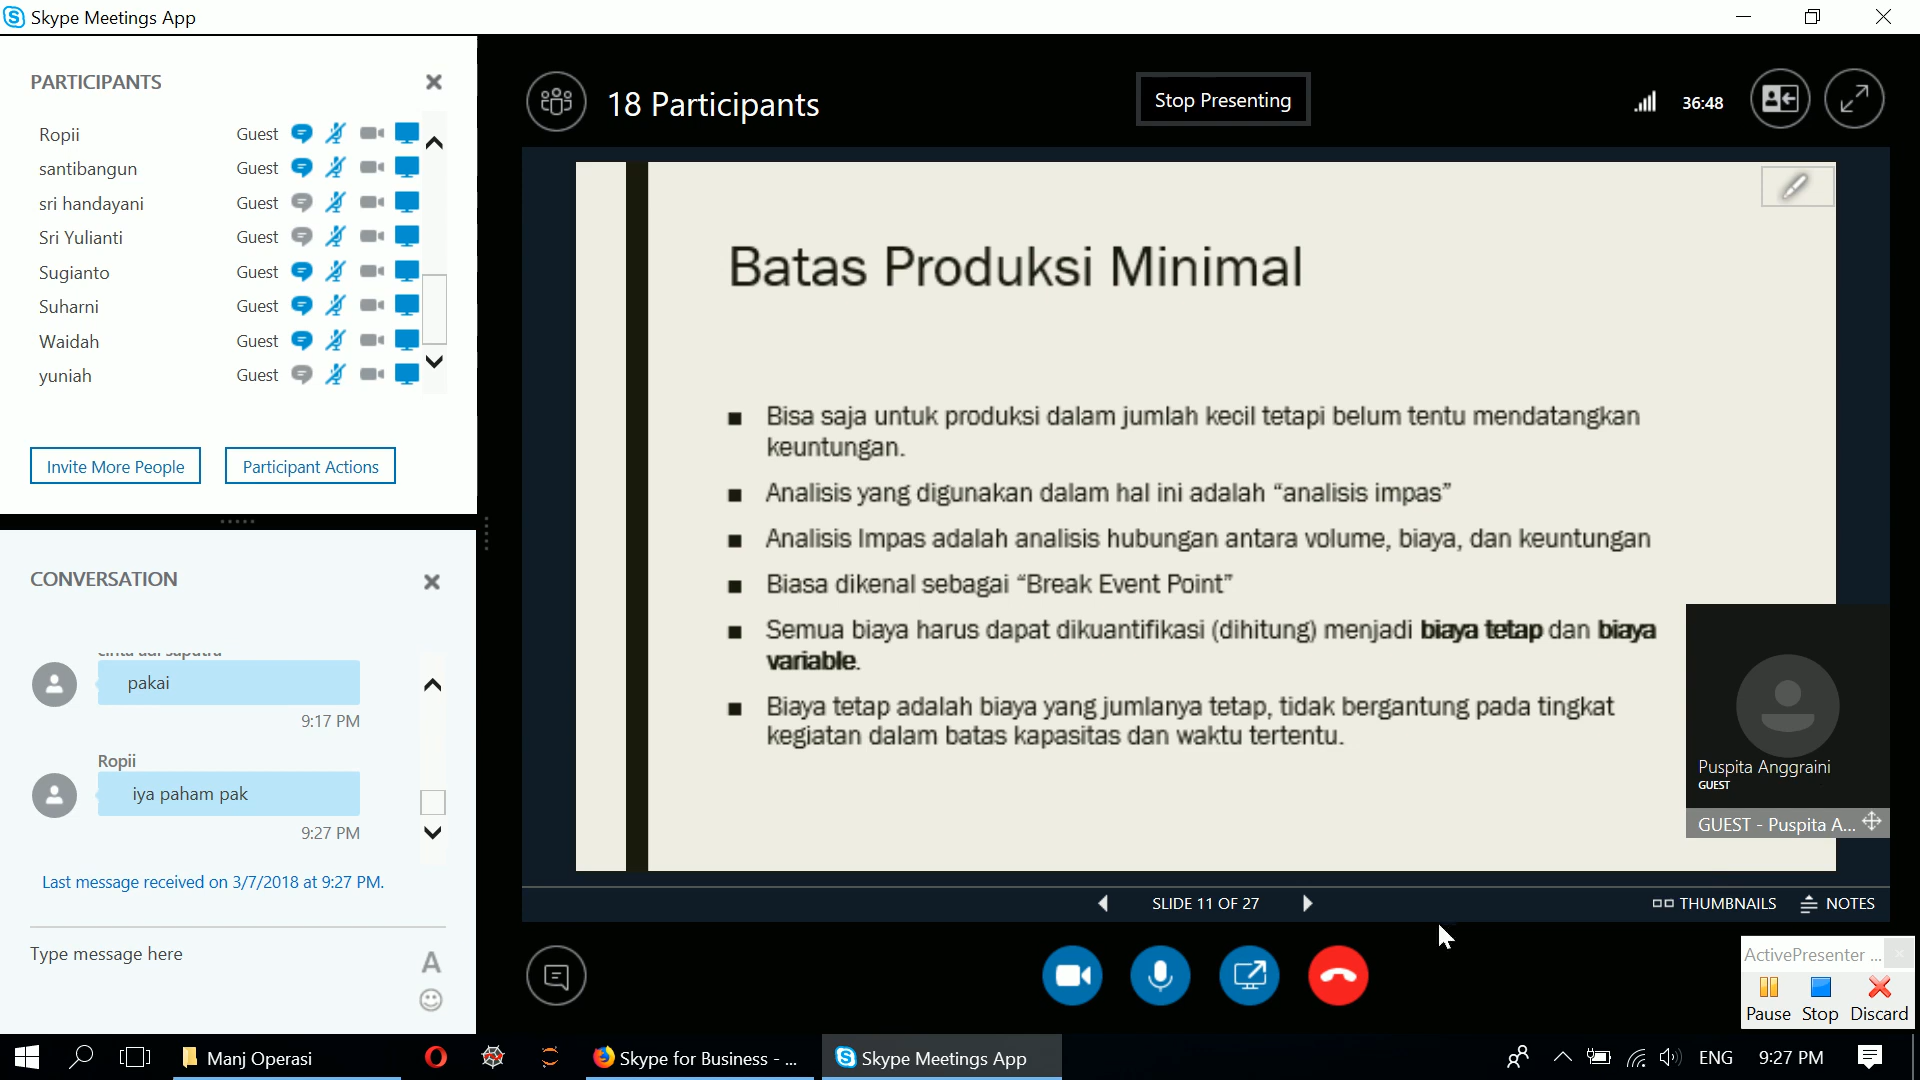 Skype Meetings App
PARTICIPANTS
Ropii Guest
santibangun Guest
sri handayani Guest
Sri Yulianti Guest
Sugianto Guest
Suharni Guest
Waidah Guest
yuniah Guest
Invite More People Participant Actions
CONVERSATION
pakai
9:17 PM
Ropii
iya paham pak
9:27 PM
Last message received on 3/7/2018 at 9:27 PM.
Type message here
A
18 Participants
Stop Presenting
36:48
Batas Produksi Minimal
Bisa saja untuk produksi dalam jumlah kecil tetapi belum tentu mendatangkan
keuntungan.
Analisis yang digunakan dalam hal ini adalah “analisis impas”
Analisis Impas adalah analisis hubungan antara volume, biaya, dan keuntungan
Biasa dikenal sebagai “Break Event Point”
Semua biaya harus dapat dikuantifikasi (dihitung) menjadi biaya tetap dan biaya
variable.
Biaya tetap adalah biaya yang jumlanya tetap, tidak bergantung pada tingkat
kegiatan dalam batas kapasitas dan waktu tertentu.
Puspita Anggraini
GUEST
GUEST - Puspita A...
SLIDE 11 OF 27
THUMBNAILS NOTES
ActivePresenter ...
Pause Stop Discard
Manj Operasi
Skype for Business - ...
Skype Meetings App
ENG 9:27 PM